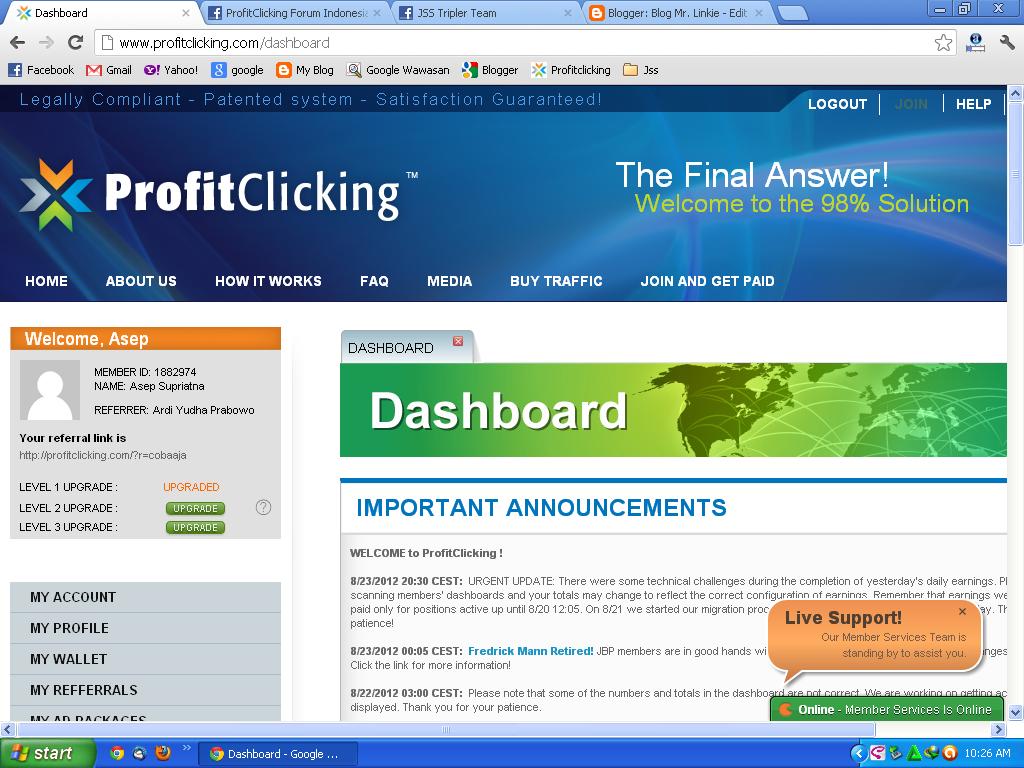 Dashboard
ProfitClicking Forum Indonesia
JSS Tripler Team
Blogger: Blog Mr. Linkie - Edit
www.profitclicking.com/dashboard
Facebook
Gmail
Yahoo!
google
My Blog
Google Wawasan
Blogger
Profitclicking
Jss
Legally Compliant - Patented system - Satisfaction Guaranteed!
LOGOUT
JOIN
HELP
ProfitClicking™
The Final Answer!
Welcome to the 98% Solution
HOME
ABOUT US
HOW IT WORKS
FAQ
MEDIA
BUY TRAFFIC
JOIN AND GET PAID
Welcome, Asep
MEMBER ID: 1882974
NAME: Asep Supriatna
REFERRER: Ardi Yudha Prabowo
Your referral link is
http://profitclicking.com/?r=cobaaja
LEVEL 1 UPGRADE : UPGRADED
LEVEL 2 UPGRADE : UPGRADE ?
LEVEL 3 UPGRADE : UPGRADE
MY ACCOUNT
MY PROFILE
MY WALLET
MY REFERRALS
MY AD PACKAGES
DASHBOARD
Dashboard
IMPORTANT ANNOUNCEMENTS
WELCOME to ProfitClicking !
8/23/2012 20:30 CEST: URGENT UPDATE: There were some technical challenges during the completion of yesterday's daily earnings. Pl
scanning members' dashboards and your totals may change to reflect the correct configuration of earnings. Remember that earnings we
paid only for positions active up until 8/20 12:05. On 8/21 we started our migration proc ay. Th
patience!
8/23/2012 00:05 CEST: Fredrick Mann Retired! JBP members are in good hands wi nges
Click the link for more information!
8/22/2012 03:00 CEST: Please note that some of the numbers and totals in the dashboard are not correct. We are working on getting ac
displayed. Thank you for your patience.
Live Support!
Our Member Services Team is
standing by to assist you.
Online - Member Services Is Online
start
Dashboard - Google ...
10:26 AM